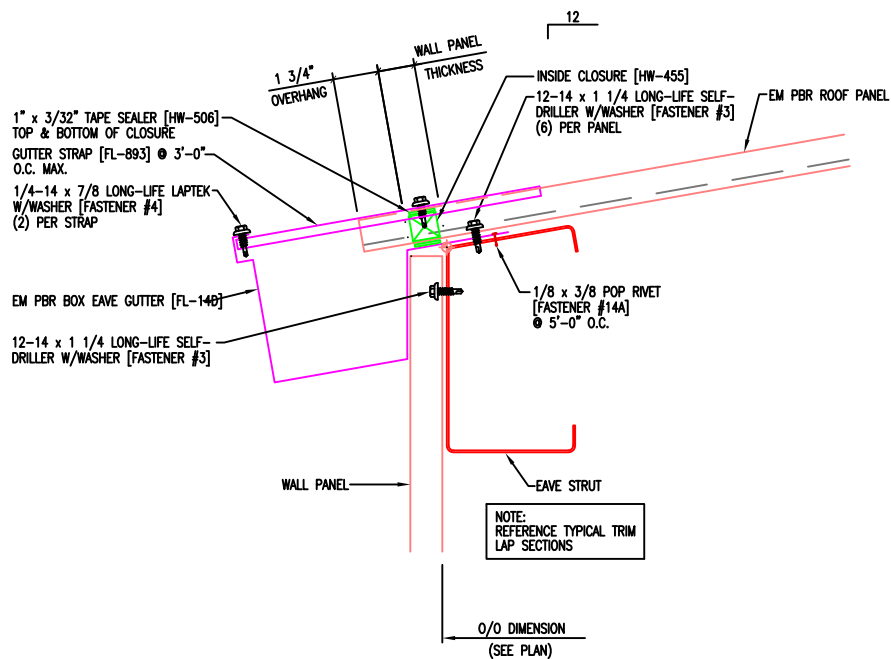 12
1 3/4"
OVERHANG
WALL PANEL
THICKNESS
INSIDE CLOSURE [HW-455]
12-14 x 1 1/4 LONG-LIFE SELF-
DRILLER W/WASHER [FASTENER #3]
(6) PER PANEL
EM PBR ROOF PANEL
1" x 3/32" TAPE SEALER [HW-506]
TOP & BOTTOM OF CLOSURE
GUTTER STRAP [FL-893] @ 3'-0"
O.C. MAX.
1/4-14 x 7/8 LONG-LIFE LAPTEK
W/WASHER [FASTENER #4]
(2) PER STRAP
EM PBR BOX EAVE GUTTER [FL-14D]
12-14 x 1 1/4 LONG-LIFE SELF-
DRILLER W/WASHER [FASTENER #3]
1/8 x 3/8 POP RIVET
[FASTENER #14A]
@ 5'-0" O.C.
WALL PANEL
EAVE STRUT
NOTE:
REFERENCE TYPICAL TRIM
LAP SECTIONS
O/O DIMENSION
(SEE PLAN)